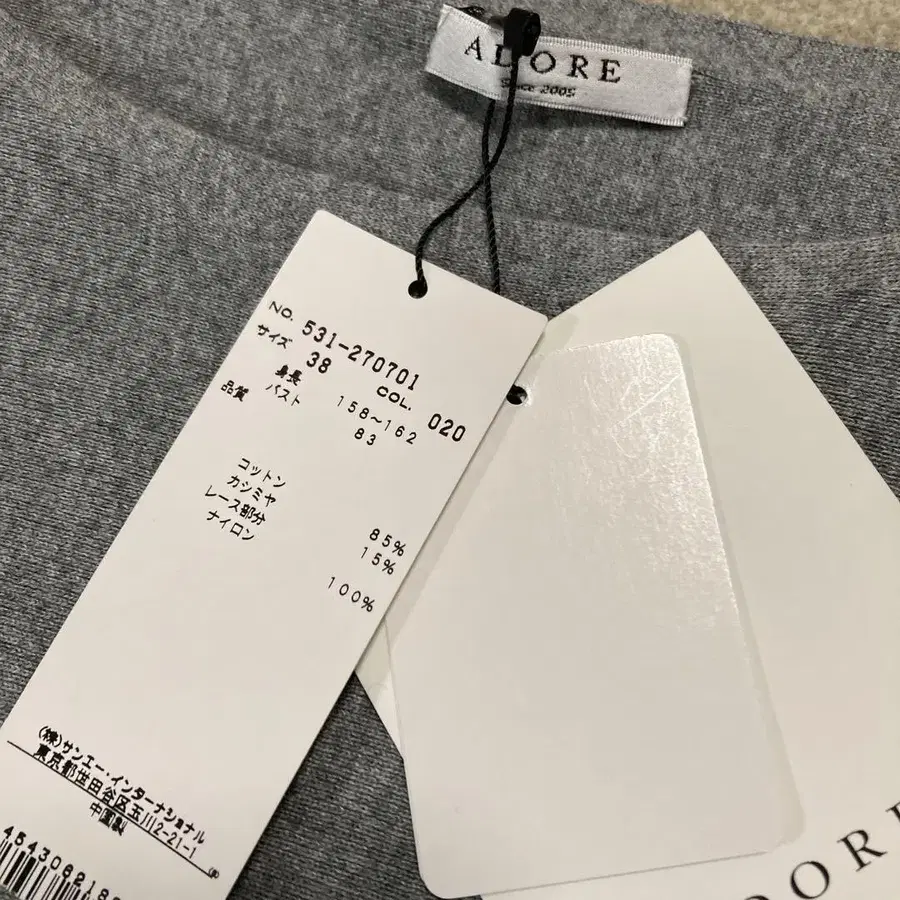 ADORE
Since 2005
NO. 531-270701
サイズ 38 COL. 020
身長 158~162
バスト 83
品質
コットン 85%
カシミヤ 15%
レース部分
ナイロン 100%
(株)サンエー・インターナショナル
東京都世田谷区玉川2-21-1
中国製
P
45430621
DORE